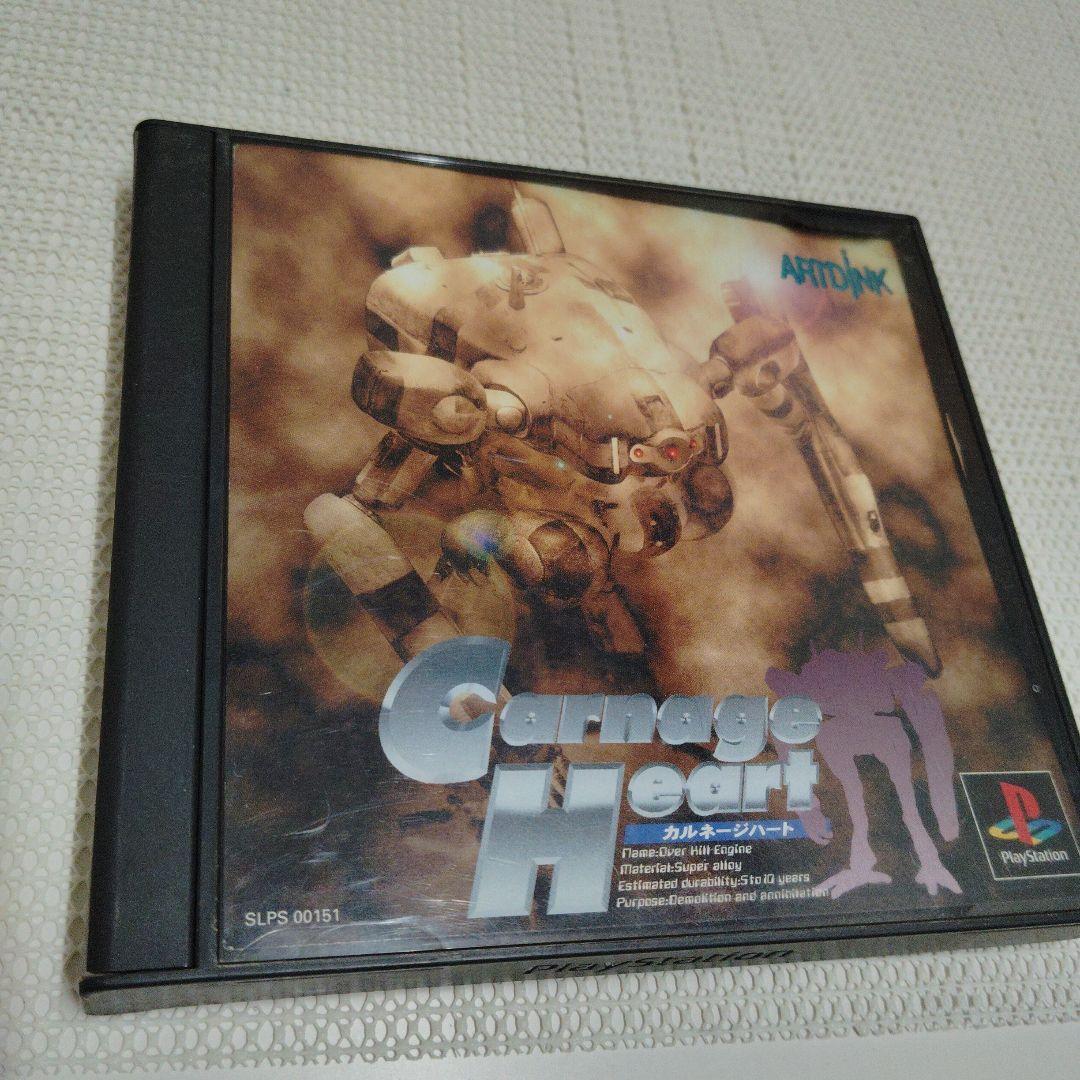 ARTDINK
Carnage
Heart
カルネージハート
Name:Over Kill Engine
Material:Super alloy
Estimated durability:5 to 10 years
Purpose:Demolition and annihilation
PlayStation
SLPS 00151
PlayStation